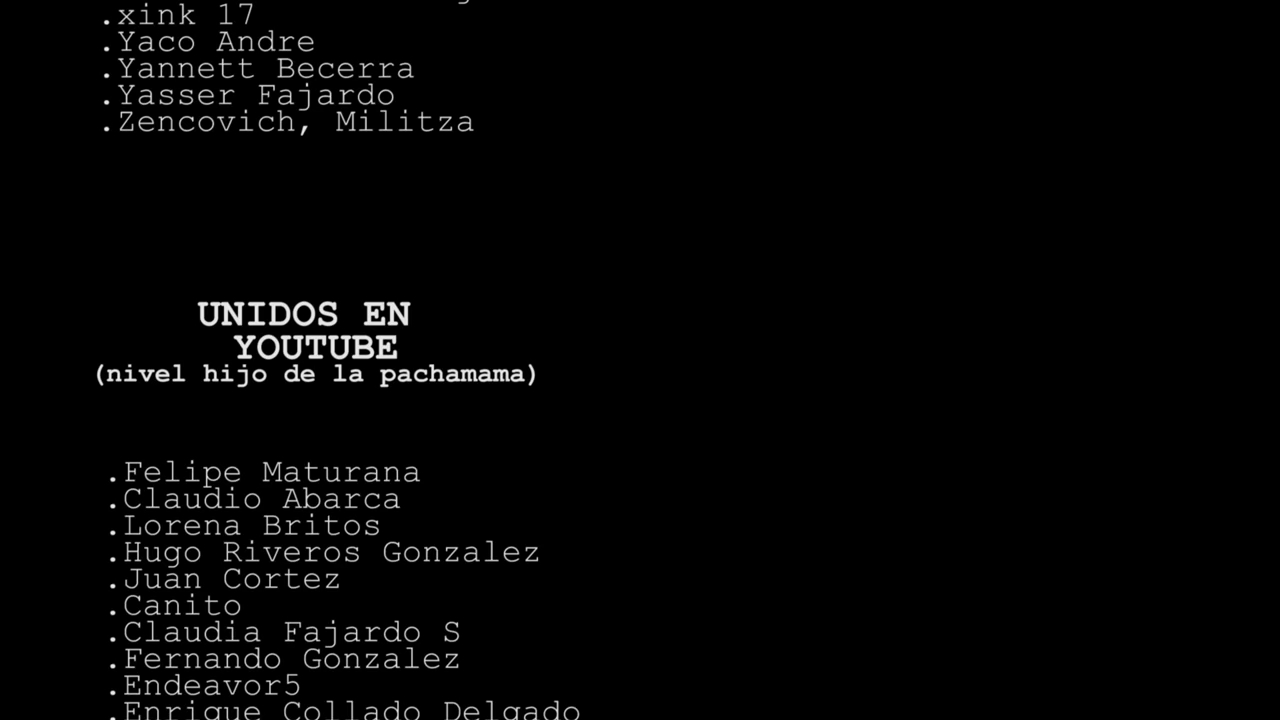 .xink 17
.Yaco Andre
.Yannett Becerra
.Yasser Fajardo
.Zencovich, Militza
UNIDOS EN
YOUTUBE
(nivel hijo de la pachamama)
.Felipe Maturana
.Claudio Abarca
.Lorena Britos
.Hugo Riveros Gonzalez
.Juan Cortez
.Canito
.Claudia Fajardo S
.Fernando Gonzalez
.Endeavor5
.Enrique Collado Delgado